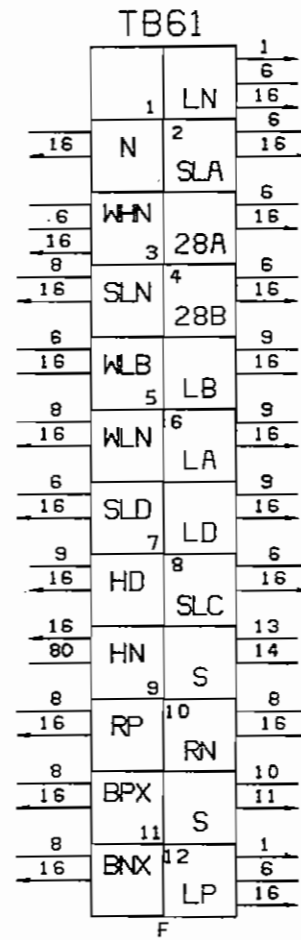 TB61
1
6
1 LN 16
16 N 2 6
SLA 16
6 WHN 6
16 3 28A 16
8 SLN 4 6
16 28B 16
6 WLB 9
16 5 LB 16
8 WLN 6 9
16 LA 16
6 SLD 9
16 7 LD 16
9 HD 8 6
16 SLC 16
16 HN 13
80 9 S 14
8 RP 10 8
16 RN 16
8 BPX 10
16 11 S 11
8 BNX 12 1
16 LP 6
16
F